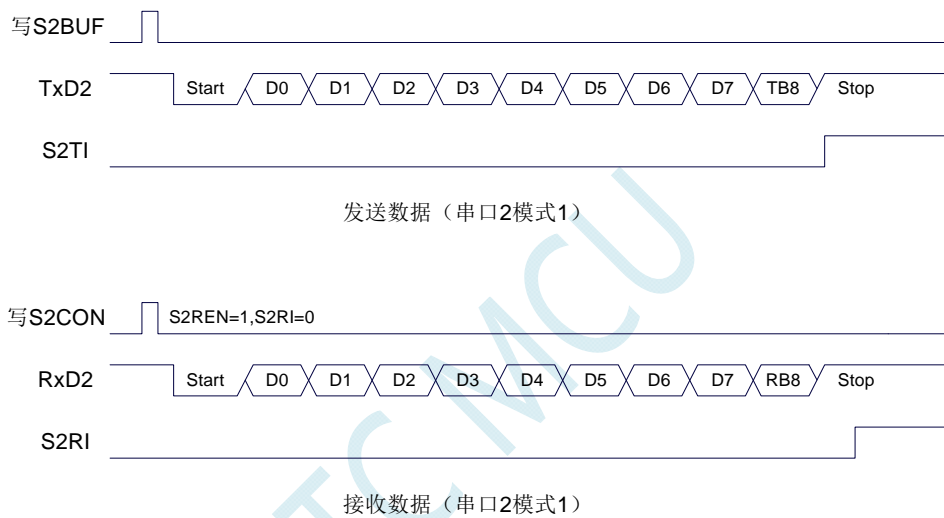 写S2BUF
TxD2 Start D0 D1 D2 D3 D4 D5 D6 D7 TB8 Stop
S2TI
发送数据（串口2模式1）
写S2CON S2REN=1,S2RI=0
RxD2 Start D0 D1 D2 D3 D4 D5 D6 D7 RB8 Stop
S2RI
接收数据（串口2模式1）
TC MCU